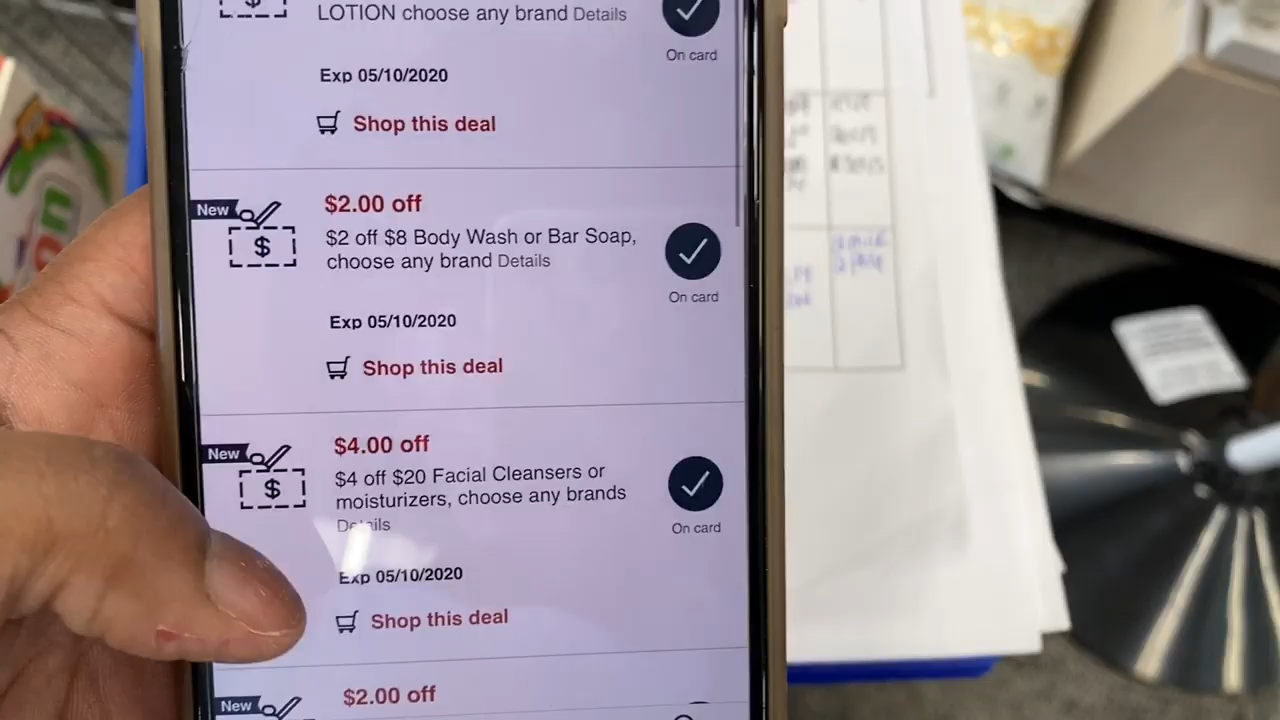 LOTION choose any brand Details
On card
Exp 05/10/2020
Shop this deal
New
$2.00 off
$
$2 off $8 Body Wash or Bar Soap,
choose any brand Details
On card
Exp 05/10/2020
Shop this deal
New
$4.00 off
$
$4 off $20 Facial Cleansers or
moisturizers, choose any brands
Details
On card
Exp 05/10/2020
Shop this deal
New
$2.00 off